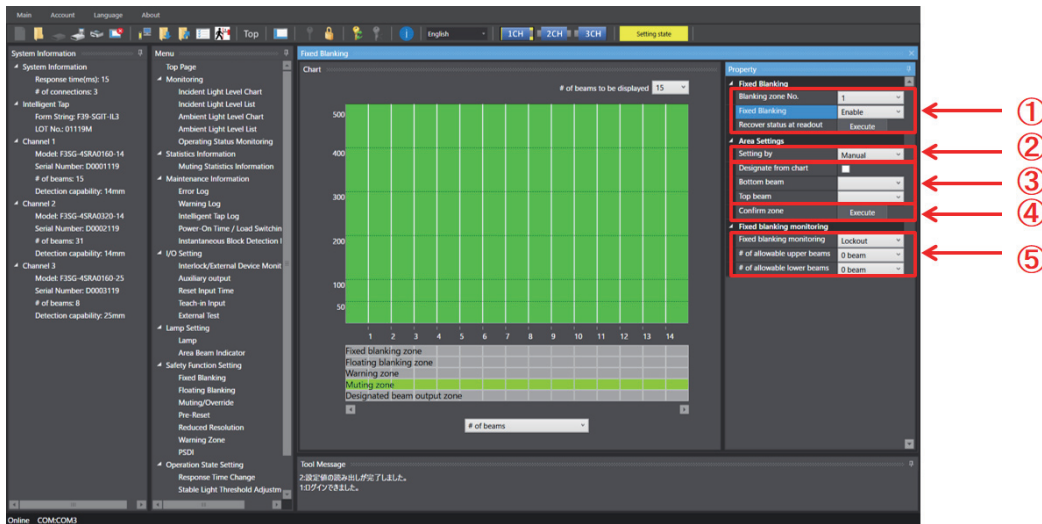 Main Account Language About
Top English 1CH 2CH 3CH Setting state
System Information
System Information
Response time(ms): 15
# of connections: 3
Intelligent Tap
Form String: F39-SGIT-IL3
LOT No.: 01119M
Channel 1
Model: F3SG-4SRA0160-14
Serial Number: D0001119
# of beams: 15
Detection capability: 14mm
Channel 2
Model: F3SG-4SRA0320-14
Serial Number: D0002119
# of beams: 31
Detection capability: 14mm
Channel 3
Model: F3SG-4SRA0160-25
Serial Number: D0003119
# of beams: 8
Detection capability: 25mm
Menu
Top Page
Monitoring
Incident Light Level Chart
Incident Light Level List
Ambient Light Level Chart
Ambient Light Level List
Operating Status Monitoring
Statistics Information
Muting Statistics Information
Maintenance Information
Error Log
Warning Log
Intelligent Tap Log
Power-On Time / Load Switchin
Instantaneous Block Detection I
I/O Setting
Interlock/External Device Monit
Auxiliary output
Reset Input Time
Teach-in Input
External Test
Lamp Setting
Lamp
Area Beam Indicator
Safety Function Setting
Fixed Blanking
Floating Blanking
Muting/Override
Pre-Reset
Reduced Resolution
Warning Zone
PSDI
Operation State Setting
Response Time Change
Stable Light Threshold Adjustm
Fixed Blanking
Chart
# of beams to be displayed 15
500
400
300
200
100
50
1 2 3 4 5 6 7 8 9 10 11 12 13 14
Fixed blanking zone
Floating blanking zone
Warning zone
Muting zone
Designated beam output zone
# of beams
Property
Fixed Blanking
Blanking zone No. 1
Fixed Blanking Enable
Recover status at readout Execute
①
Area Settings
Setting by Manual
②
Designate from chart
Bottom beam
Top beam
③
Confirm zone Execute
④
Fixed blanking monitoring
Fixed blanking monitoring Lockout
# of allowable upper beams 0 beam
# of allowable lower beams 0 beam
⑤
Tool Message
2:設定値の読み出しが完了しました。
1:ログインできました。
Online COM:COM3